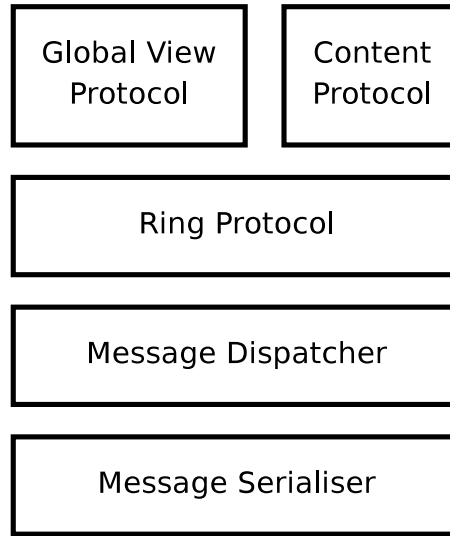 Global View
Protocol
Content
Protocol
Ring Protocol
Message Dispatcher
Message Serialiser